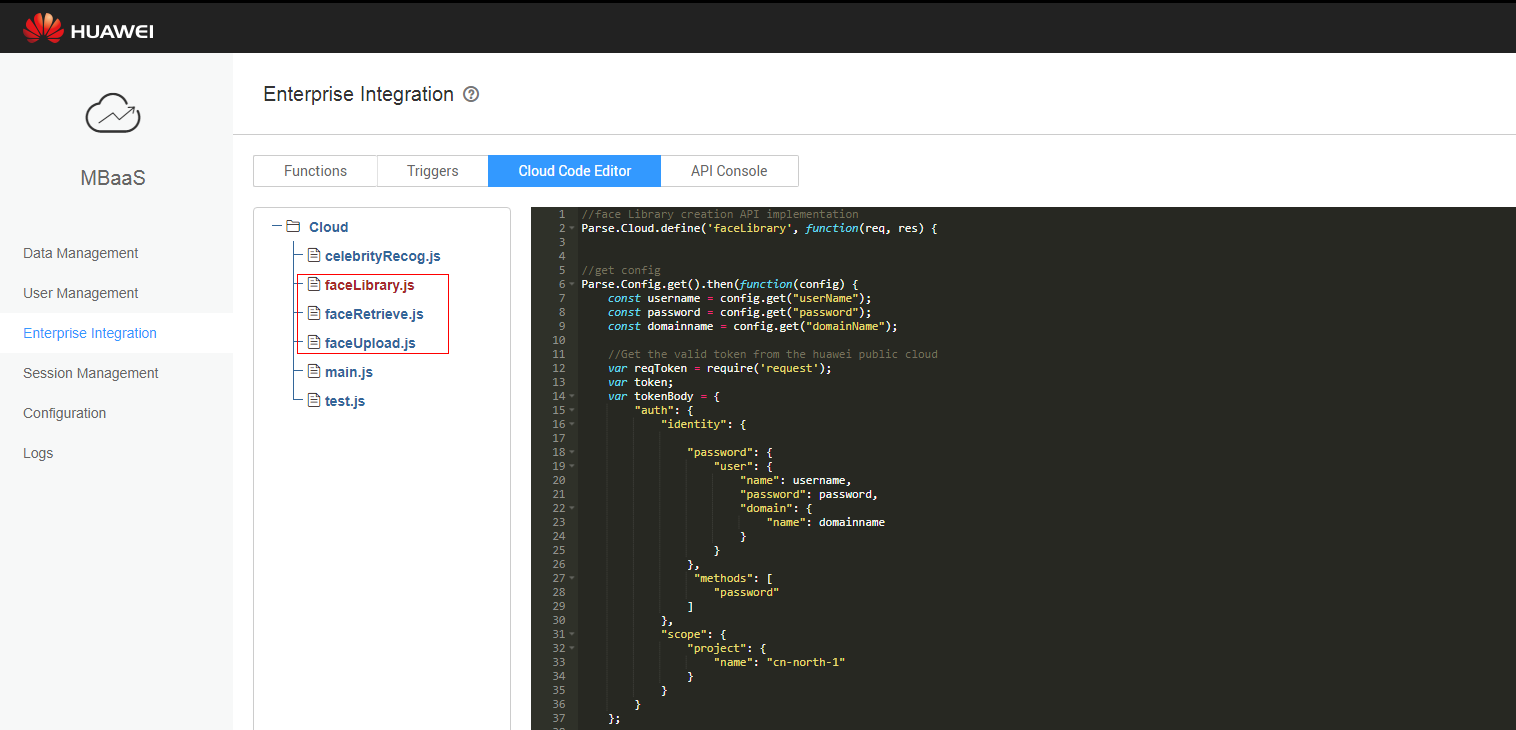 HUAWEI
MBaaS
Data Management
User Management
Enterprise Integration
Session Management
Configuration
Logs
Enterprise Integration ?
Functions Triggers Cloud Code Editor API Console
Cloud
celebrityRecog.js
faceLibrary.js
faceRetrieve.js
faceUpload.js
main.js
test.js
1 //face Library creation API implementation
2 Parse.Cloud.define('faceLibrary', function(req, res) {
3
4
5 //get config
6 Parse.Config.get().then(function(config) {
7     const username = config.get("userName");
8     const password = config.get("password");
9     const domainname = config.get("domainName");
10
11     //Get the valid token from the huawei public cloud
12     var reqToken = require('request');
13     var token;
14     var tokenBody = {
15         "auth": {
16             "identity": {
17
18                 "password": {
19                     "user": {
20                         "name": username,
21                         "password": password,
22                         "domain": {
23                             "name": domainname
24                         }
25                     }
26                 },
27                  "methods": [
28                     "password"
29                 ]
30             },
31             "scope": {
32                 "project": {
33                     "name": "cn-north-1"
34                 }
35             }
36         }
37     };